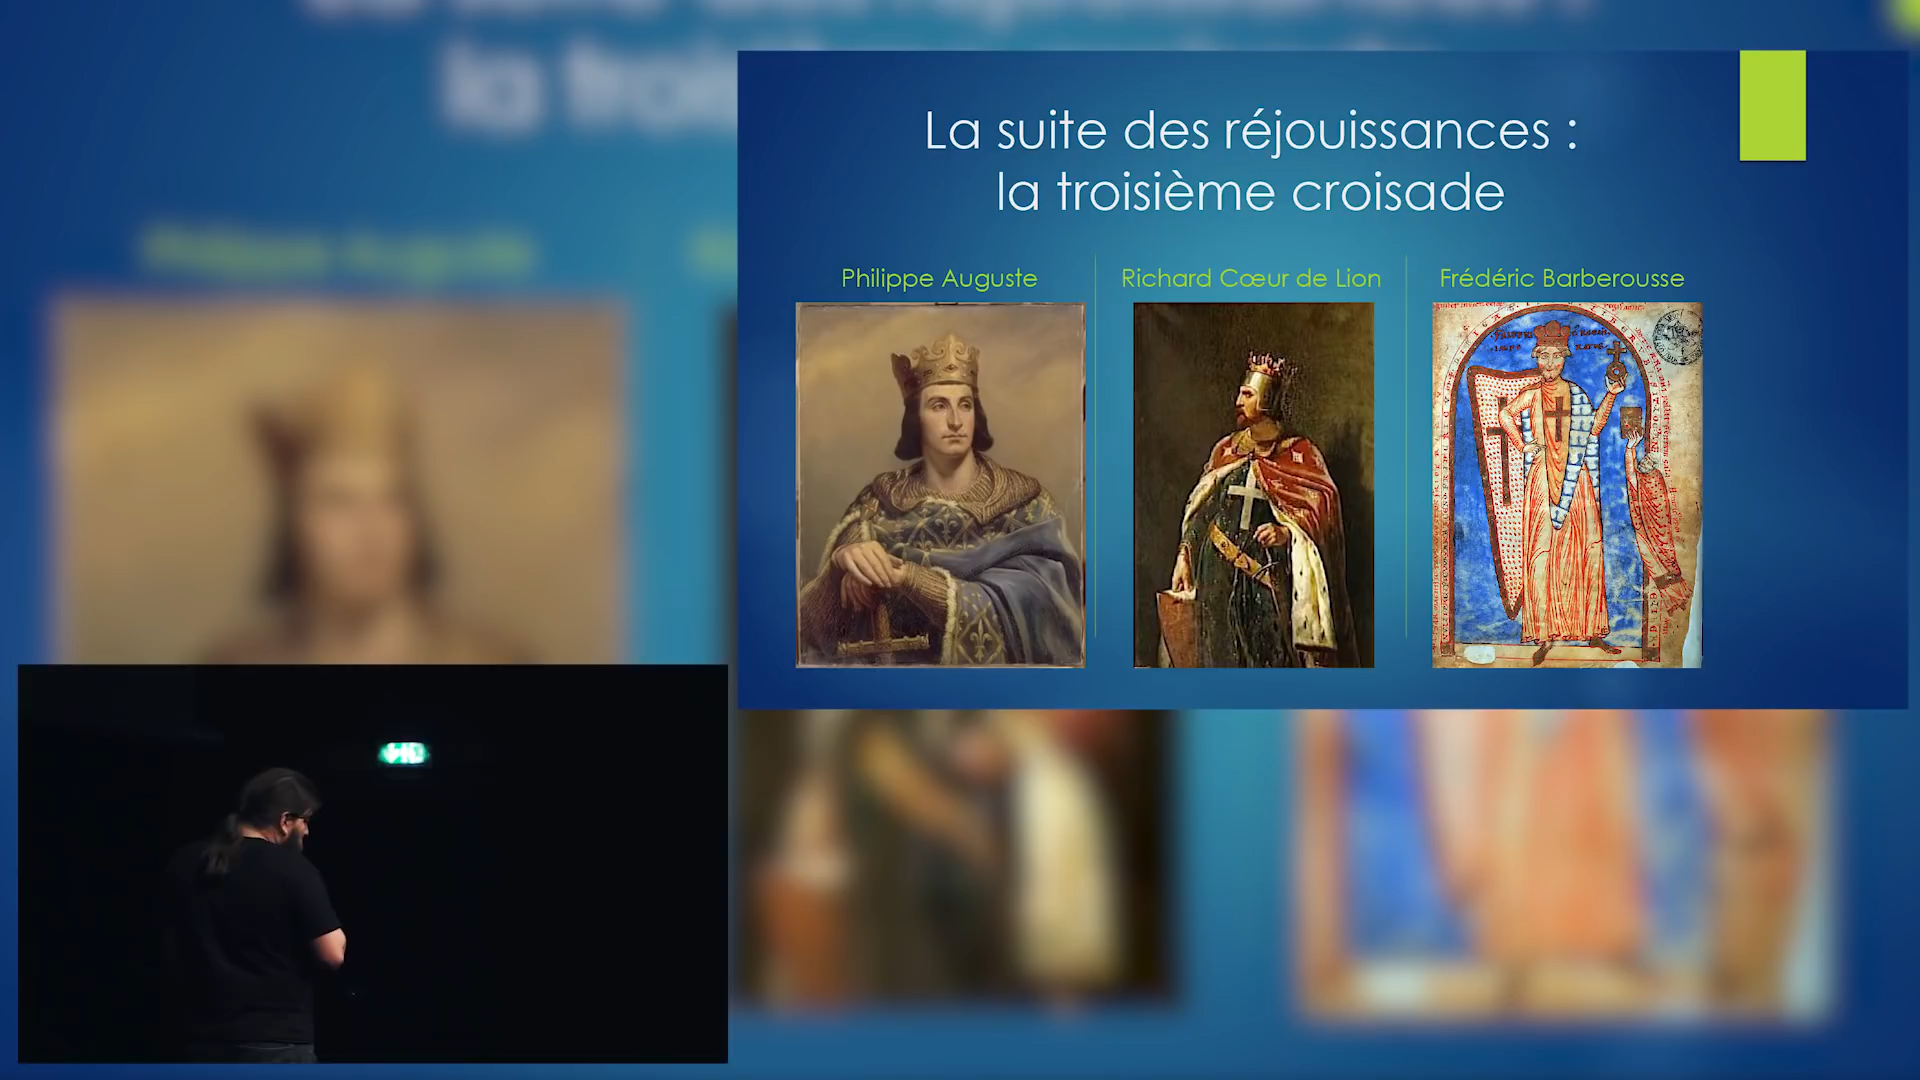 La suite des réjouissances :
la troisième croisade
Philippe Auguste
Richard Cœur de Lion
Frédéric Barberousse